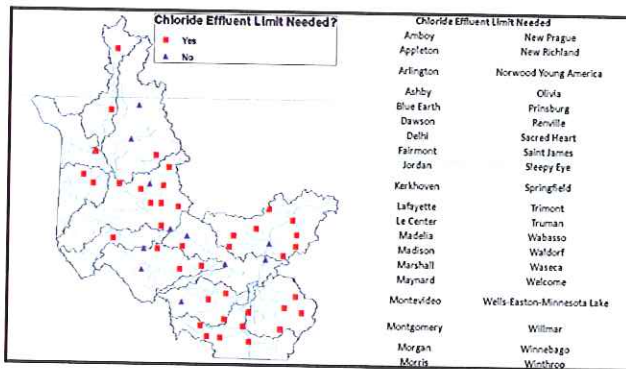 Chloride Effluent Limit Needed?
Yes
No
Chloride Effluent Limit Needed
Amboy New Prague
Appleton New Richland
Arlington Norwood Young America
Ashby Olivia
Blue Earth Prinsburg
Dawson Renville
Delhi Sacred Heart
Fairmont Saint James
Jordan Sleepy Eye
Kerkhoven Springfield
Lafayette Trimont
Le Center Truman
Madelia Wabasso
Madison Waldorf
Marshall Waseca
Maynard Welcome
Montevideo Wells-Easton-Minnesota Lake
Montgomery Willmar
Morgan Winnebago
Morris Winthrop